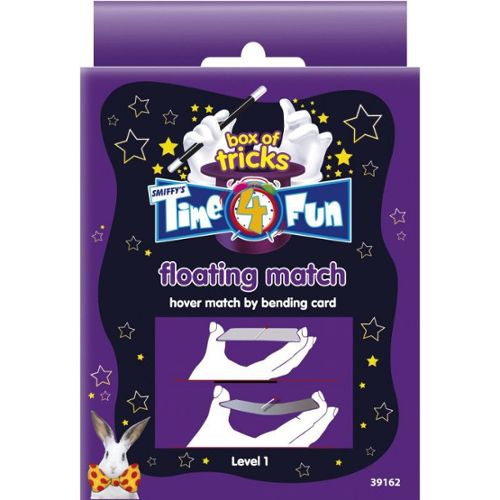 box of
tricks
SMIFFY'S
Time 4 Fun
floating match
hover match by bending card
Level 1
39162